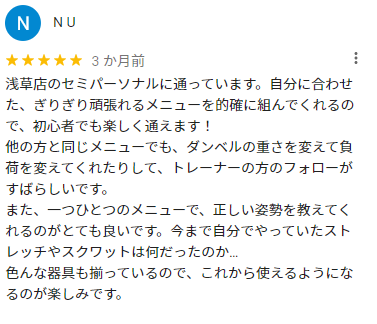 N N U
★★★★★ 3 か月前
浅草店のセミパーソナルに通っています。自分に合わせ
た、ぎりぎり頑張れるメニューを的確に組んでくれるの
で、初心者でも楽しく通えます！
他の方と同じメニューでも、ダンベルの重さを変えて負
荷を変えてくれたりして、トレーナーの方のフォローが
すばらしいです。
また、一つひとつのメニューで、正しい姿勢を教えてく
れるのがとても良いです。今まで自分でやっていたスト
レッチやスクワットは何だったのか...
色んな器具も揃っているので、これから使えるようにな
るのが楽しみです。